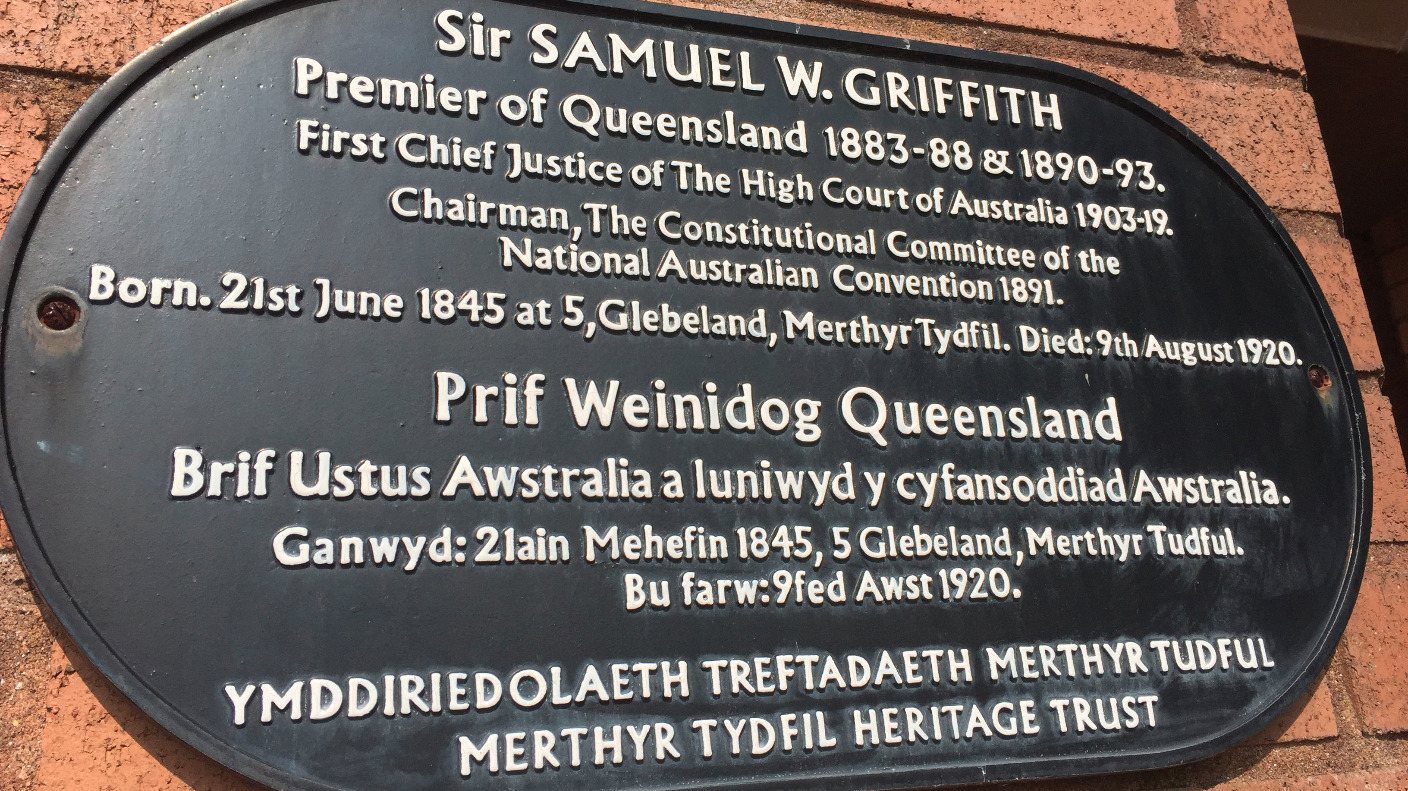 Sir SAMUEL W. GRIFFITH
Premier of Queensland 1883-88 & 1890-93.
First Chief Justice of The High Court of Australia 1903-19.
Chairman, The Constitutional Committee of the
National Australian Convention 1891.
Born. 21st June 1845 at 5, Glebeland, Merthyr Tydfil. Died: 9th August 1920.
Prif Weinidog Queensland
Brif Ustus Awstralia a luniwyd y cyfansoddiad Awstralia.
Ganwyd: 21ain Mehefin 1845, 5 Glebeland, Merthyr Tudful.
Bu farw: 9fed Awst 1920.
YMDDIRIEDOLAETH TREFTADAETH MERTHYR TUDFUL
MERTHYR TYDFIL HERITAGE TRUST